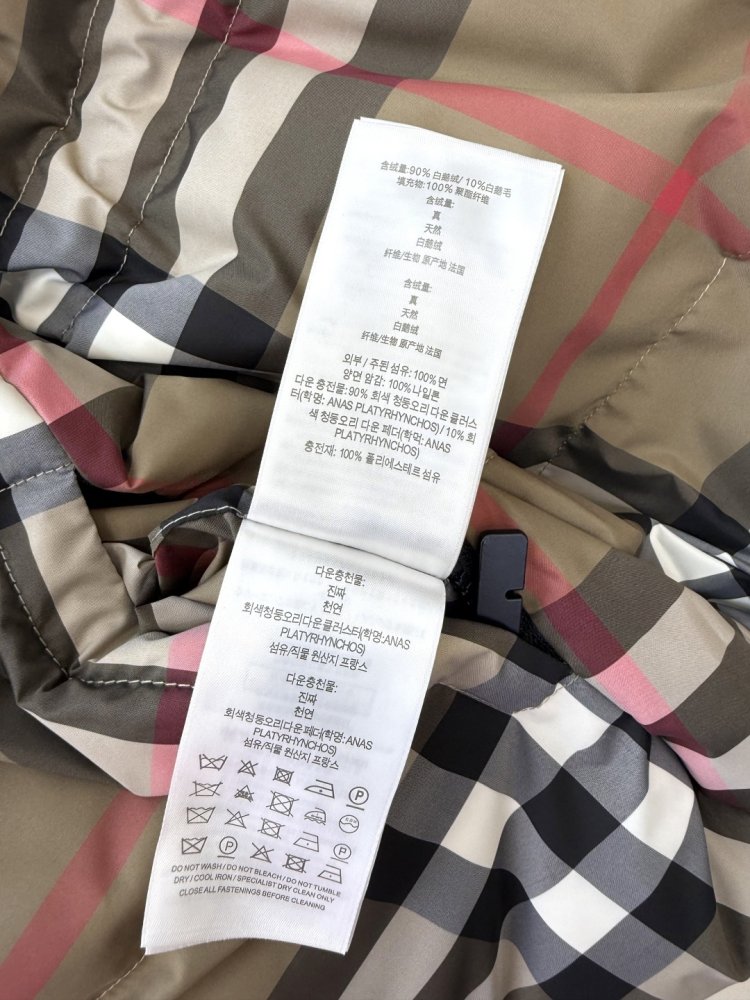 含绒量:90% 白鹅绒/ 10%白鹅毛
填充物:100% 聚酯纤维
含绒量:
真
天然
白鹅绒
纤维/生物 原产地 法国
含绒量:
真
天然
白鹅绒
纤维/生物 原产地 法国
외부 / 주된 섬유: 100% 면
양면 암감: 100%나일론
다운 충전물: 90% 회색 청둥오리 다운 클러스
터(학명: ANAS PLATYRHYNCHOS) / 10% 회
색 청둥오리 다운 페더(학먹: ANAS
PLATYRHYNCHOS)
충전재: 100% 폴리에스테르 섬유
다운충천물:
진짜
천연
회색청둥오리다운클러스터(학명:ANAS
PLATYRHYNCHOS)
섬유/직물 원산지 프랑스
다운충천물:
진짜
천연
회색청둥오리다운페더(학명:ANAS
PLATYRHYNCHOS)
섬유/직물 원산지 프랑스
P
P
P
DO NOT WASH / DO NOT BLEACH / DO NOT TUMBLE
DRY / COOL IRON / SPECIALIST DRY CLEAN ONLY
CLOSE ALL FASTENINGS BEFORE CLEANING